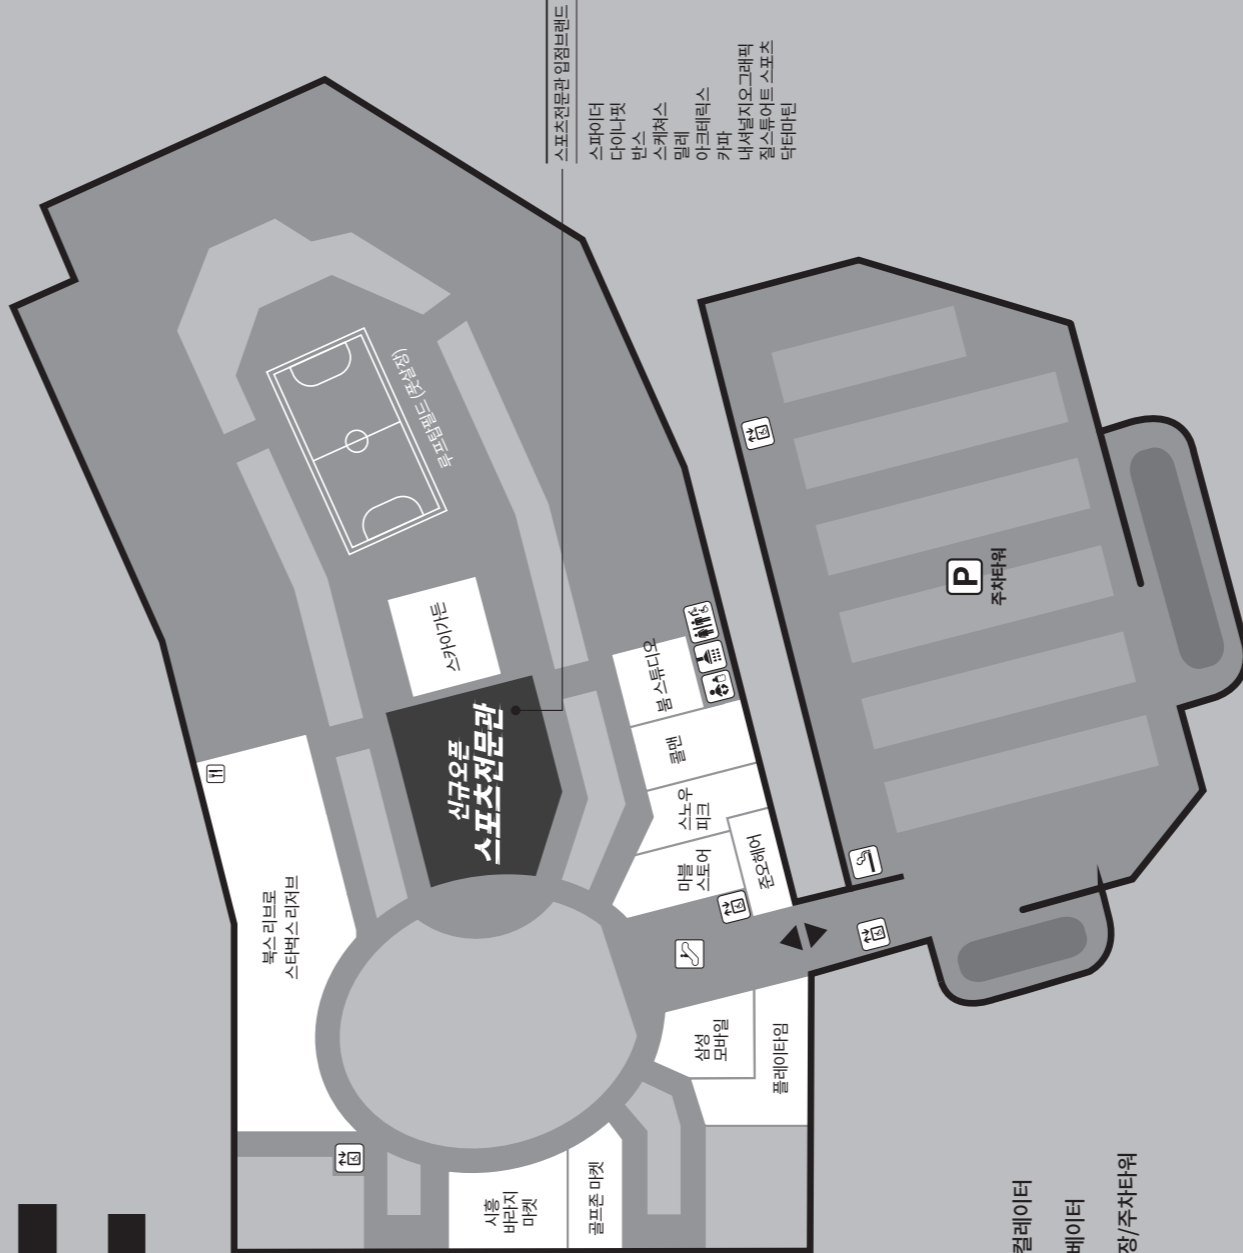 스포츠전문관 입점브랜드
스파이더
다이나핏
반스
스케쳐스
밀레
아크테릭스
카파
내셔널지오그래픽
질스튜어트 스포츠
닥터마틴
루프탑필드(풋살장)
스카이가든
신규오픈
스포츠전문관
북스 리브로
스타벅스 리저브
붐 스튜디오
콜맨
스노우
피크
마블
스토어
준오헤어
P
주차타워
삼성
모바일
플레이타임
시흥
바라지
마켓
골프존 마켓
컬레이터
베이터
장/주차타워